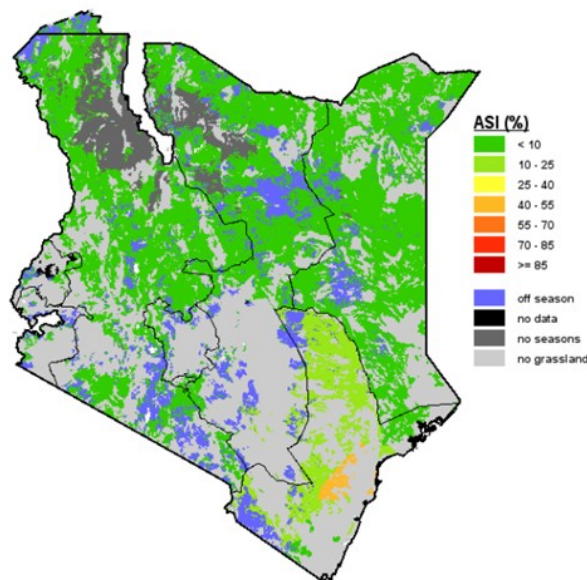 ASI (%)
< 10
10 - 25
25 - 40
40 - 55
55 - 70
70 - 85
>= 85
off season
no data
no seasons
no grassland